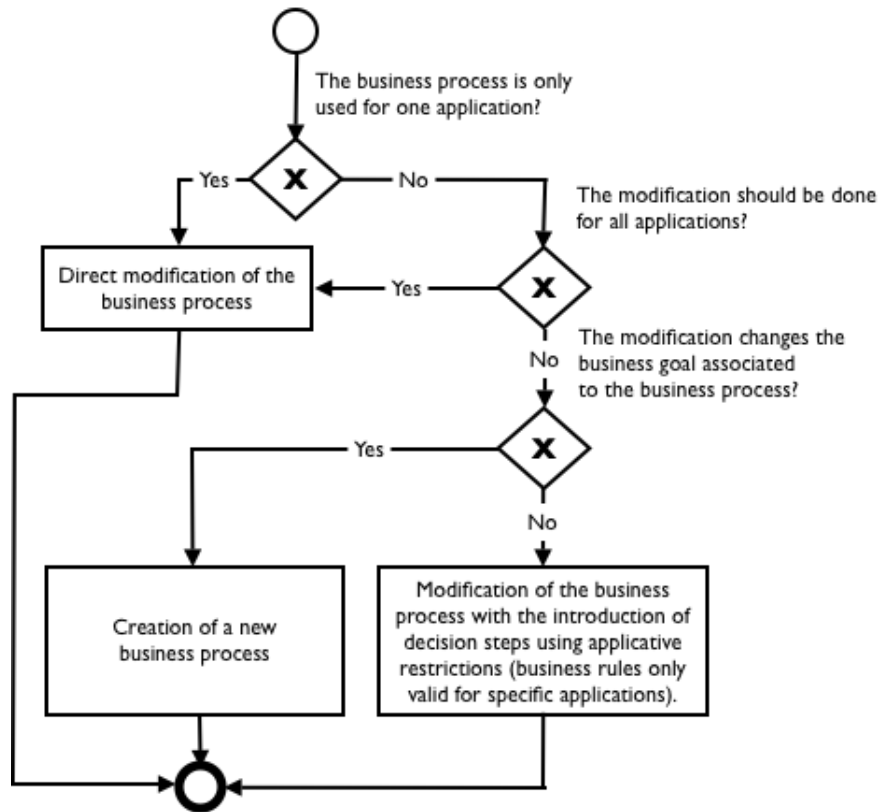 The business process is only
used for one application?
Yes
X
No
The modification should be done
for all applications?
Direct modification of the
business process
Yes
X
The modification changes the
business goal associated
to the business process?
No
Yes
X
No
Creation of a new
business process
Modification of the business
process with the introduction of
decision steps using applicative
restrictions (business rules only
valid for specific applications).